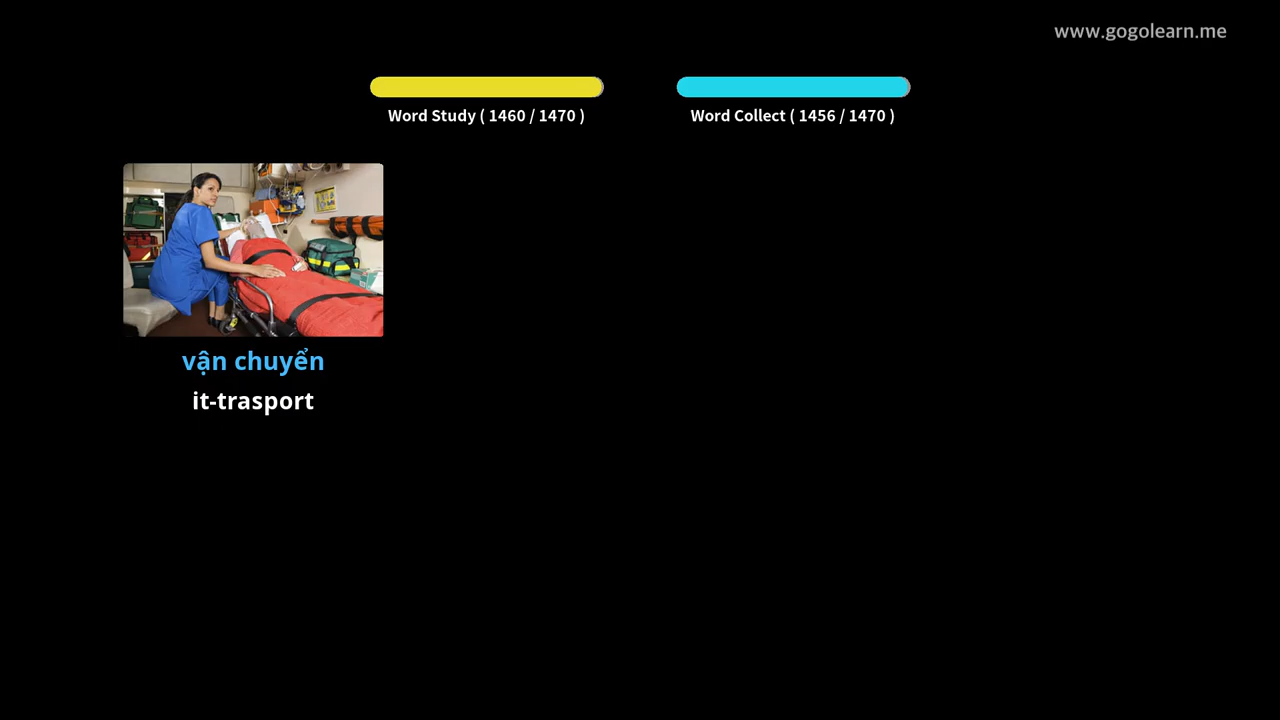 www.gogolearn.me
Word Study ( 1460 / 1470 )
Word Collect ( 1456 / 1470 )
vận chuyển
it-trasport